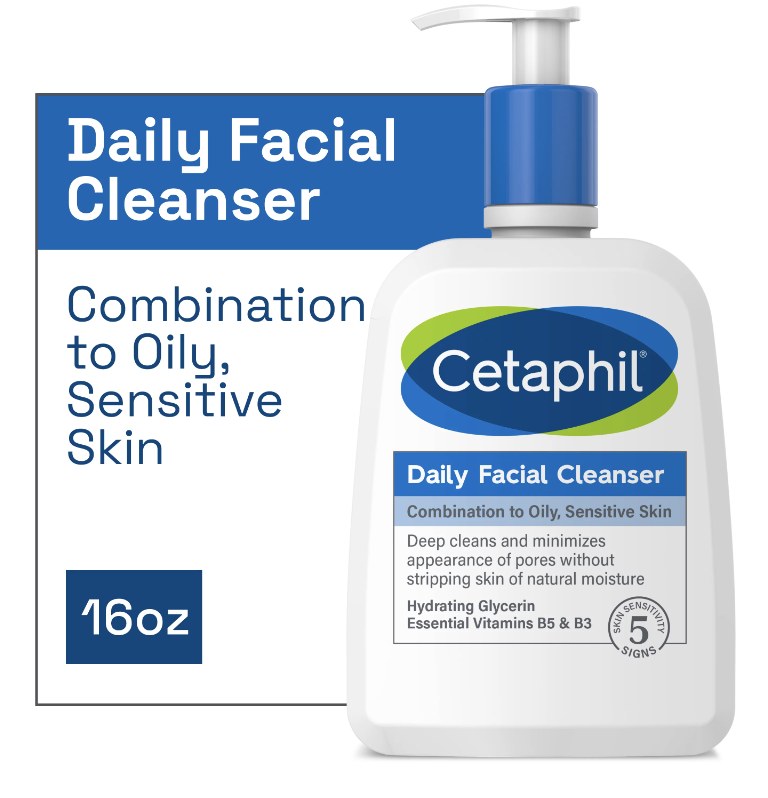 Daily Facial
Cleanser
Combination
to Oily,
Sensitive
Skin
16oz
Cetaphil®
Daily Facial Cleanser
Combination to Oily, Sensitive Skin
Deep cleans and minimizes
appearance of pores without
stripping skin of natural moisture
Hydrating Glycerin
Essential Vitamins B5 & B3
SKIN SENSITIVITY
5
SIGNS